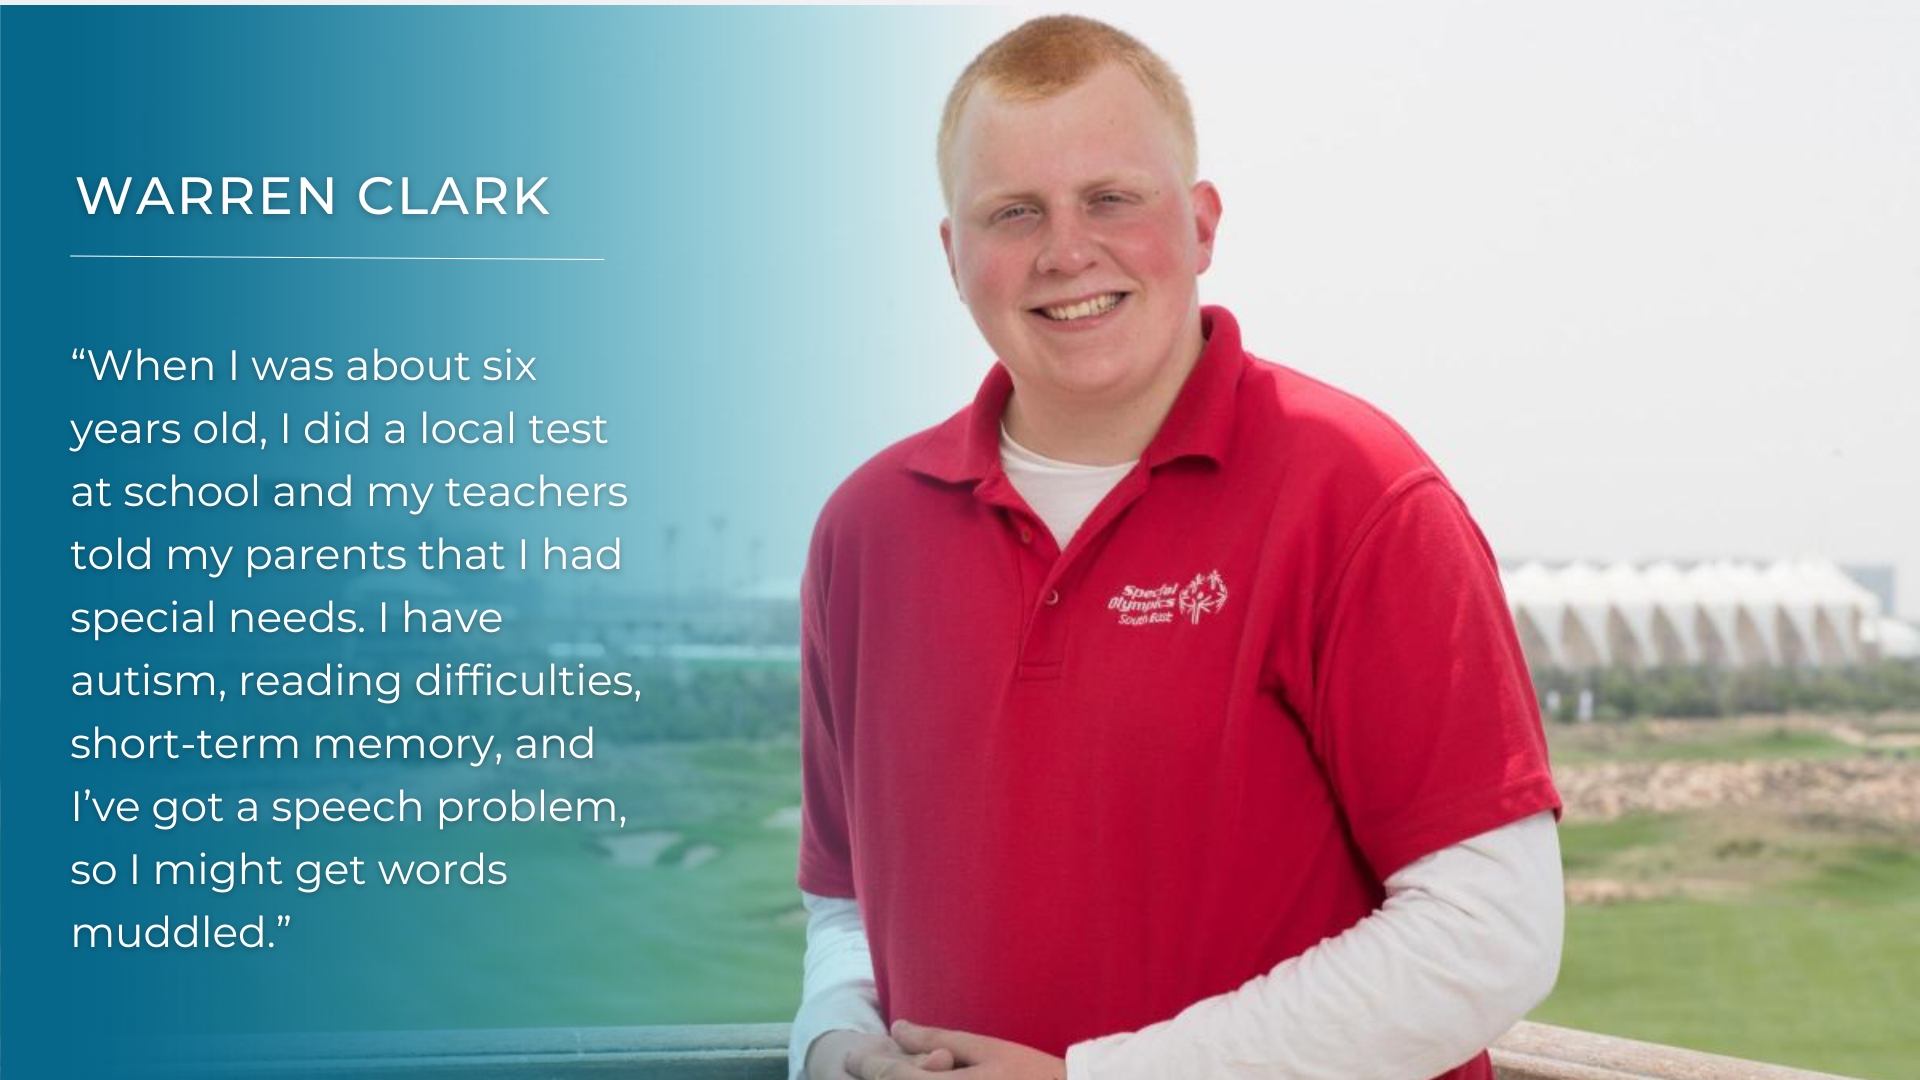 WARREN CLARK
“When I was about six
years old, I did a local test
at school and my teachers
told my parents that I had
special needs. I have
autism, reading difficulties,
short-term memory, and
I’ve got a speech problem,
so I might get words
muddled.”
Special
Olympics
South East